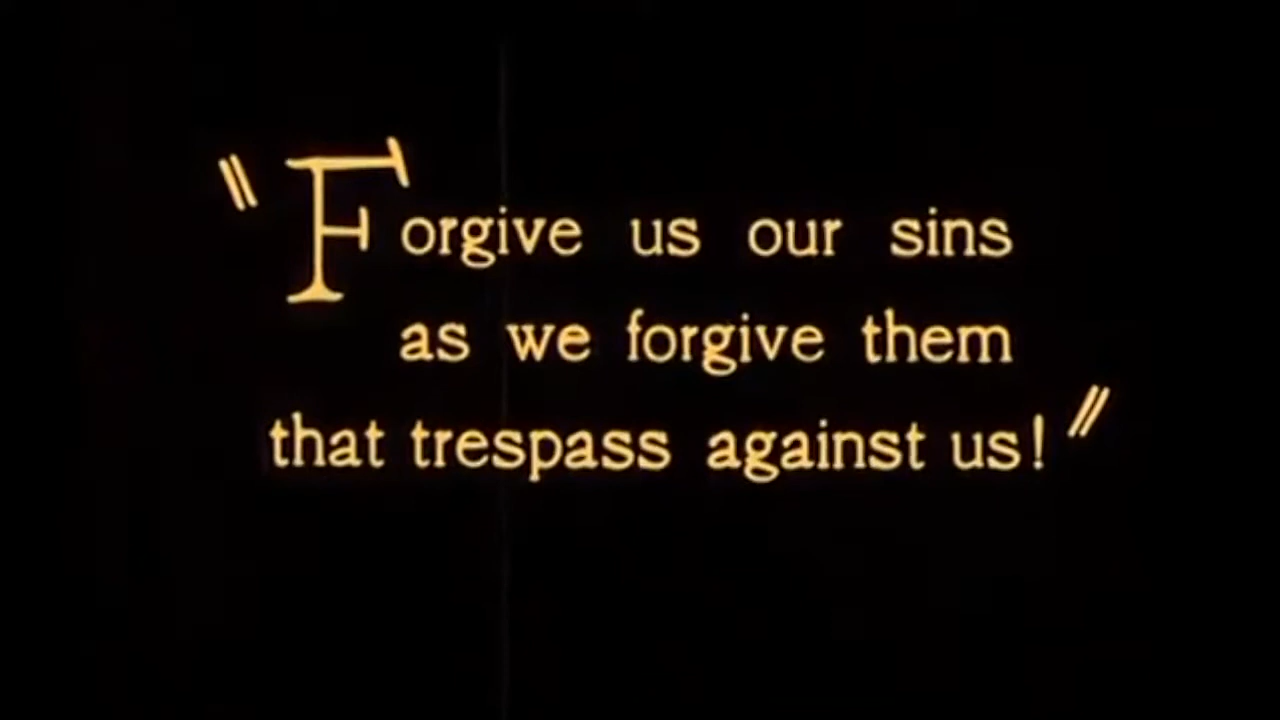 "Forgive us our sins
as we forgive them
that trespass against us!"